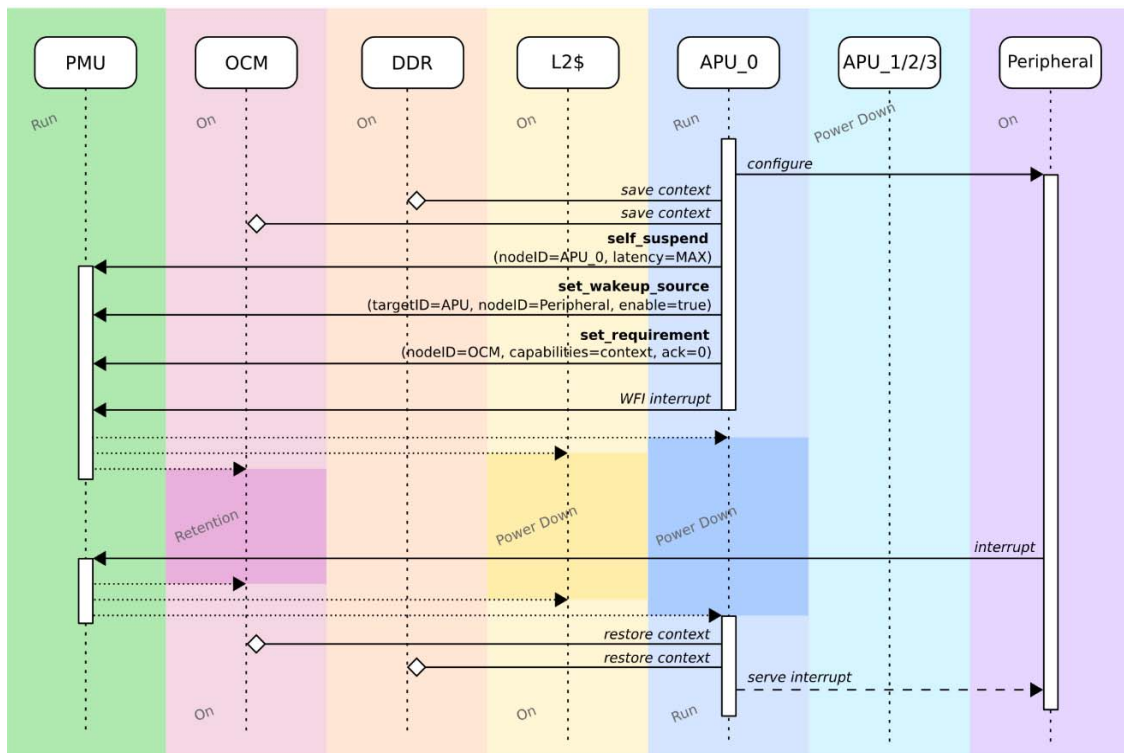 PMU
OCM
DDR
L2$
APU_0
APU_1/2/3
Peripheral
Run
On
On
On
Run
Power Down
On
configure
save context
save context
self_suspend
(nodeID=APU_0, latency=MAX)
set_wakeup_source
(targetID=APU, nodeID=Peripheral, enable=true)
set_requirement
(nodeID=OCM, capabilities=context, ack=0)
WFI interrupt
Retention
Power Down
Power Down
interrupt
restore context
restore context
serve interrupt
On
On
Run